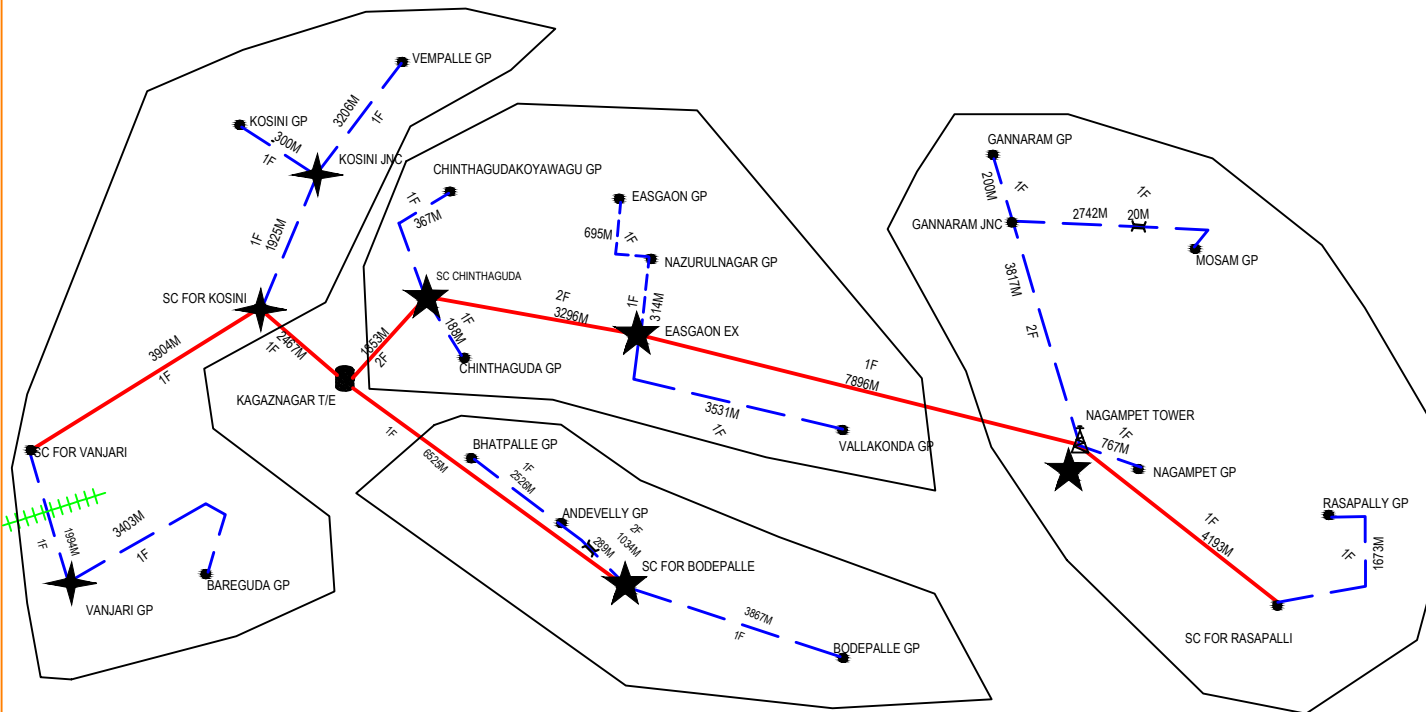 VEMPALLE GP
3206M
1F
KOSINI GP
300M
1F
KOSINI JNC
1F
1925M
SC FOR KOSINI
3904M
1F
2467M
1F
KAGAZNAGAR T/E
SC FOR VANJARI
1994M
1F
3403M
1F
BAREGUDA GP
VANJARI GP
CHINTHAGUDAKOYAWAGU GP
1F
367M
SC CHINTHAGUDA
1F
188M
CHINTHAGUDA GP
1853M
2F
2F
3296M
EASGAON GP
695M
1F
NAZURULNAGAR GP
1F
314M
EASGAON EX
3531M
1F
VALLAKONDA GP
1F
7896M
1F
6525M
BHATPALLE GP
1F
2526M
ANDEVELLY GP
2F
1034M
289M
SC FOR BODEPALLE
3867M
1F
BODEPALLE GP
GANNARAM GP
200M
1F
GANNARAM JNC
2742M
1F
20M
MOSAM GP
3817M
2F
NAGAMPET TOWER
1F
767M
NAGAMPET GP
1F
4193M
RASAPALLY GP
1F
1673M
SC FOR RASAPALLI